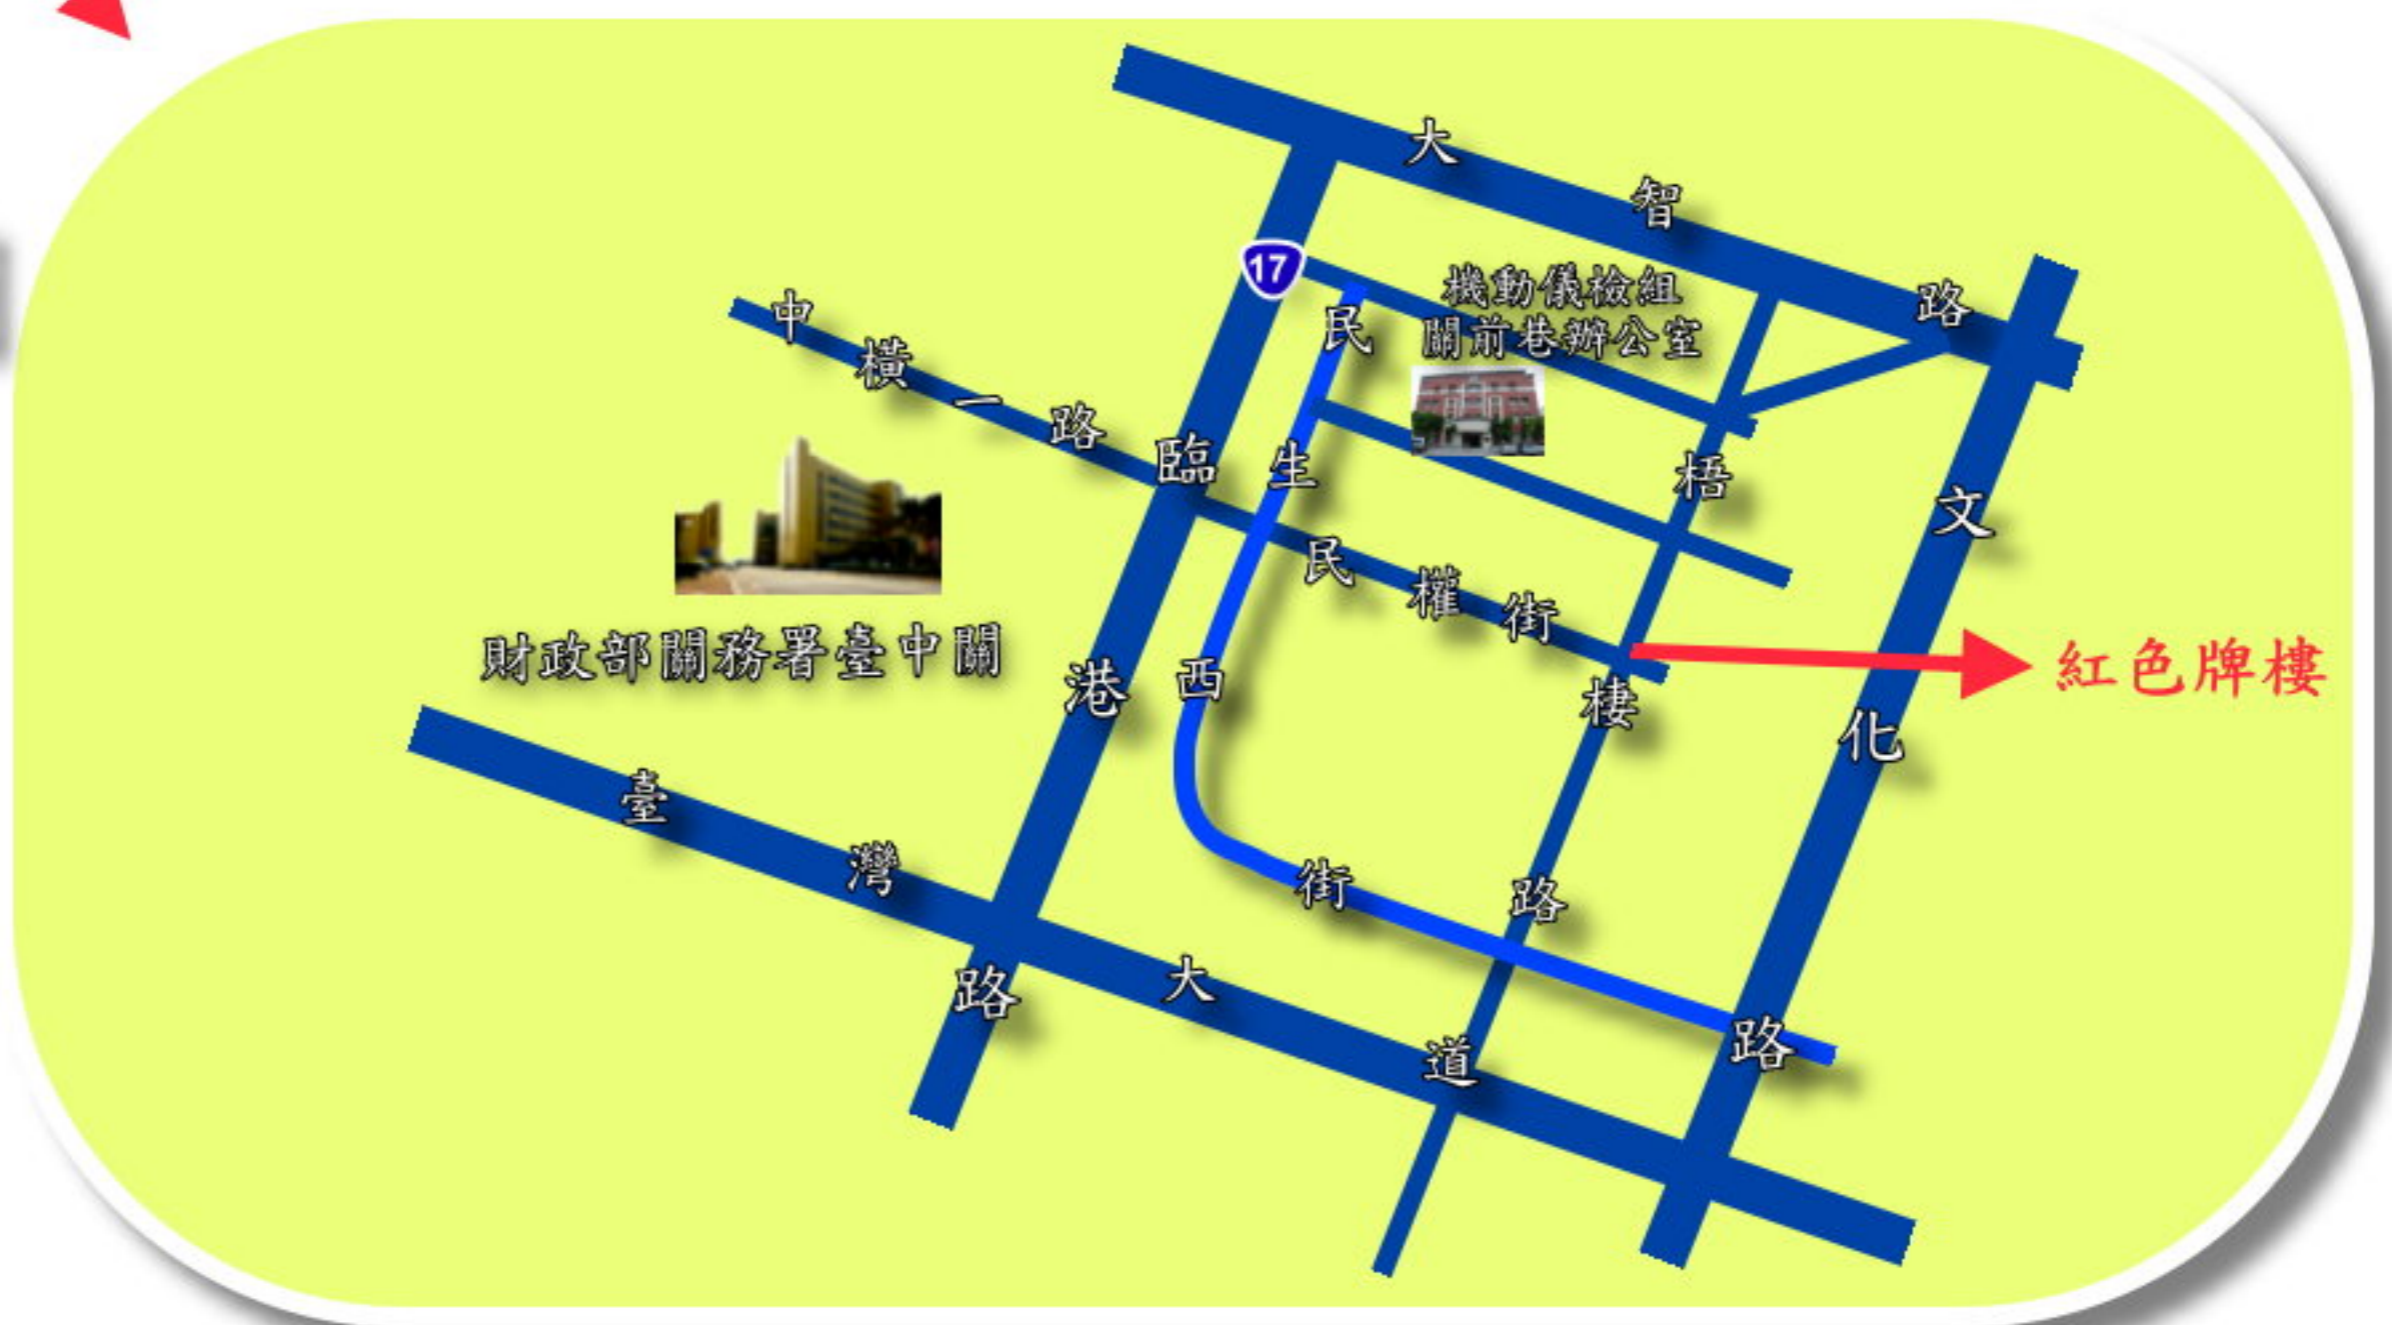 大智路
17
機動儀檢組
關前巷辦公室
中橫一路
臨港路
民生西街
民權街
梧棲路
文化路
紅色牌樓
財政部關務署臺中關
臺灣大道